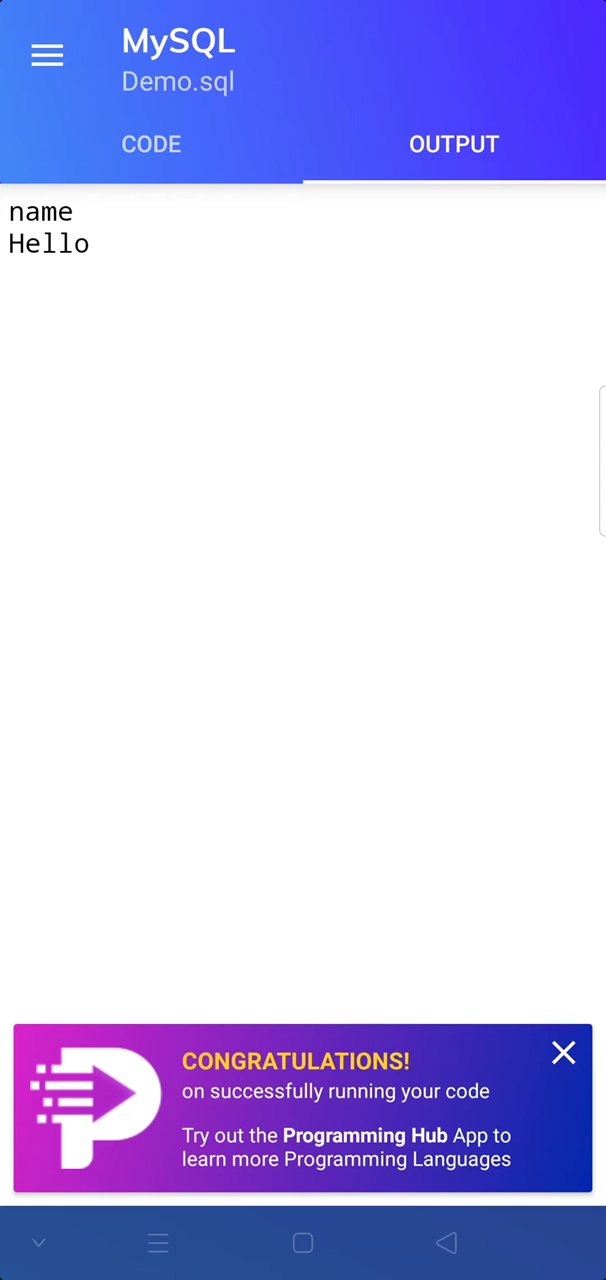 MySQL
Demo.sql
CODE
OUTPUT
name
Hello
CONGRATULATIONS!
on successfully running your code
Try out the Programming Hub App to
learn more Programming Languages